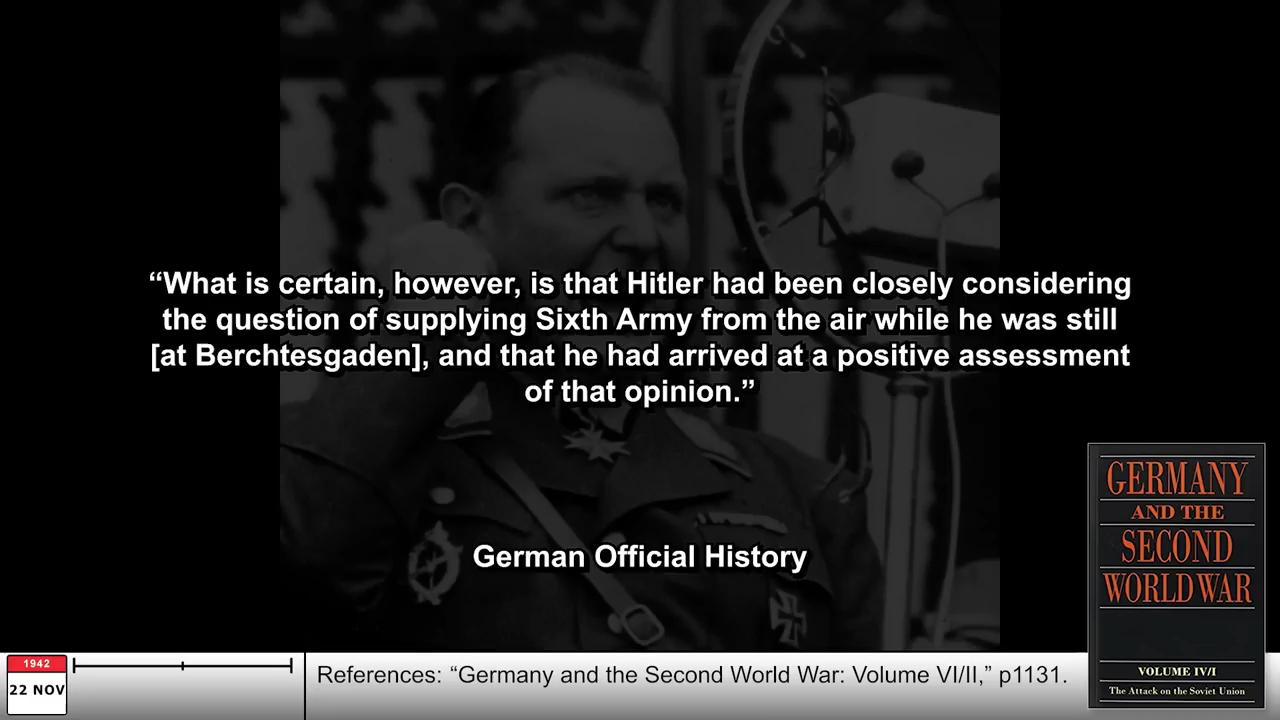 “What is certain, however, is that Hitler had been closely considering
the question of supplying Sixth Army from the air while he was still
[at Berchtesgaden], and that he had arrived at a positive assessment
of that opinion.”
German Official History
GERMANY
AND THE
SECOND
WORLD WAR
VOLUME IV/I
The Attack on the Soviet Union
1942
22 NOV
References: “Germany and the Second World War: Volume VI/II,” p1131.